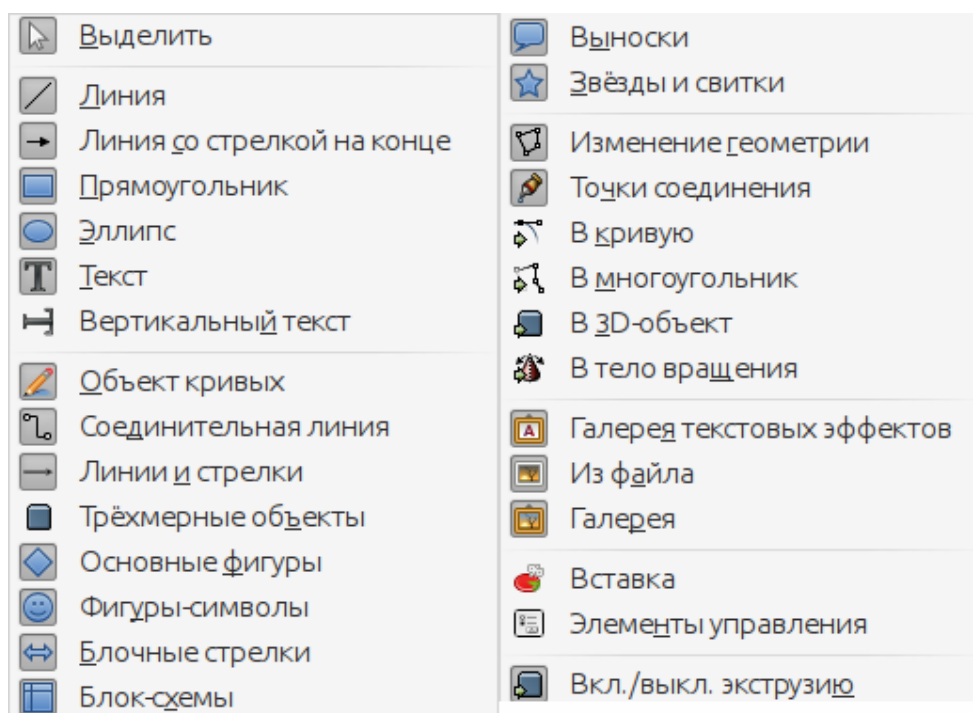 Выделить
Линия
Линия со стрелкой на конце
Прямоугольник
Эллипс
Текст
Вертикальный текст
Объект кривых
Соединительная линия
Линии и стрелки
Трёхмерные объекты
Основные фигуры
Фигуры-символы
Блочные стрелки
Блок-схемы
Выноски
Звёзды и свитки
Изменение геометрии
Точки соединения
В кривую
В многоугольник
В 3D-объект
В тело вращения
Галерея текстовых эффектов
Из файла
Галерея
Вставка
Элементы управления
Вкл./выкл. экструзию